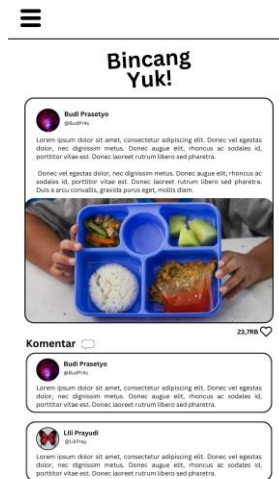 Bincang
Yuk!
Budi Prasetyo
@BudPr4s
Lorem ipsum dolor sit amet, consectetur adipiscing elit. Donec vel egestas
dolor, nec dignissim metus. Donec augue elit, rhoncus ac sodales id,
porttitor vitae est. Donec laoreet rutrum libero sed pharetra.
Donec vel egestas dolor, nec dignissim metus. Donec augue elit, rhoncus ac
sodales id, porttitor vitae est. Donec laoreet rutrum libero sed pharetra.
Duis a arcu convallis, gravida purus eget, mollis diam.
23,7RB
Komentar
Budi Prasetyo
@BudPr4s
Lorem ipsum dolor sit amet, consectetur adipiscing elit. Donec vel egestas
dolor, nec dignissim metus. Donec augue elit, rhoncus ac sodales id,
porttitor vitae est. Donec laoreet rutrum libero sed pharetra.
Lili Prayudi
@LiliPray
Lorem ipsum dolor sit amet, consectetur adipiscing elit. Donec vel egestas
dolor, nec dignissim metus. Donec augue elit, rhoncus ac sodales id,
porttitor vitae est. Donec laoreet rutrum libero sed pharetra.